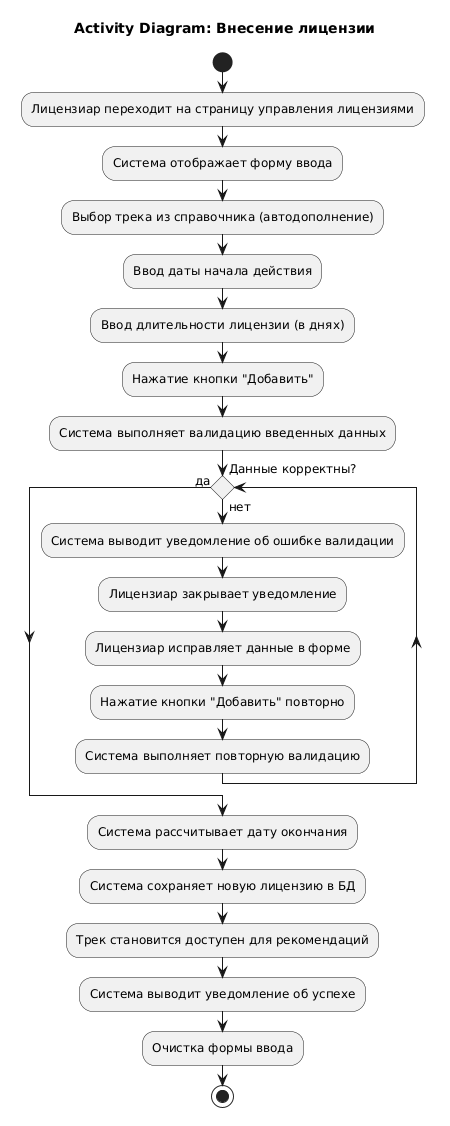 Activity Diagram: Внесение лицензии
Лицензиар переходит на страницу управления лицензиями
Система отображает форму ввода
Выбор трека из справочника (автодополнение)
Ввод даты начала действия
Ввод длительности лицензии (в днях)
Нажатие кнопки "Добавить"
Система выполняет валидацию введенных данных
Данные корректны?
да
нет
Система выводит уведомление об ошибке валидации
Лицензиар закрывает уведомление
Лицензиар исправляет данные в форме
Нажатие кнопки "Добавить" повторно
Система выполняет повторную валидацию
Система рассчитывает дату окончания
Система сохраняет новую лицензию в БД
Трек становится доступен для рекомендаций
Система выводит уведомление об успехе
Очистка формы ввода